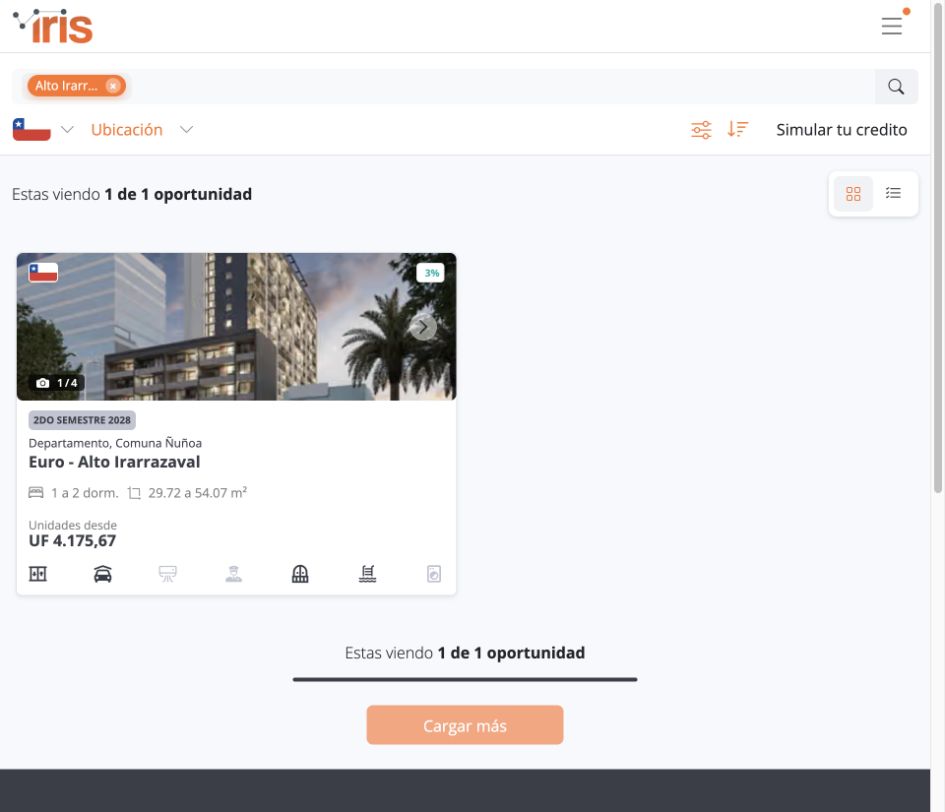 iris
Alto Irarr...
Ubicación
Simular tu credito
Estas viendo 1 de 1 oportunidad
3%
1/4
2DO SEMESTRE 2028
Departamento, Comuna Ñuñoa
Euro - Alto Irarrazaval
1 a 2 dorm. 29.72 a 54.07 m²
Unidades desde
UF 4.175,67
Estas viendo 1 de 1 oportunidad
Cargar más